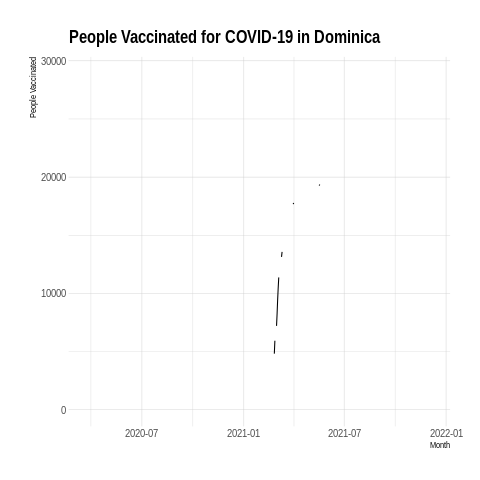 People Vaccinated for COVID-19 in Dominica
People Vaccinated
30000
20000
10000
0
2020-07 2021-01 2021-07 2022-01
Month